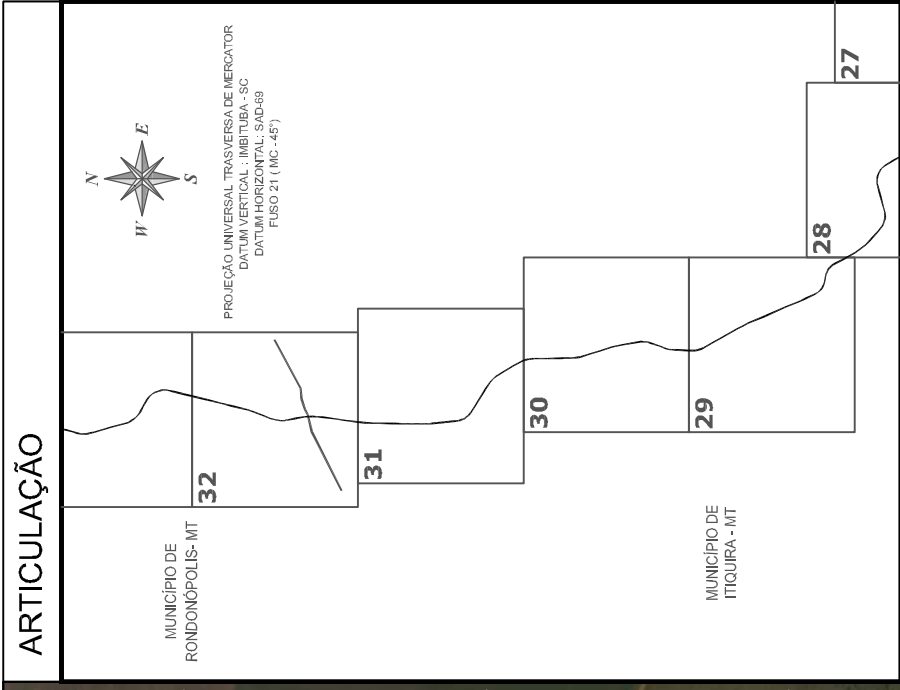 ARTICULAÇÃO
N
W
E
S
PROJEÇÃO UNIVERSAL TRASVERSA DE MERCATOR
DATUM VERTICAL : IMBITUBA - SC
DATUM HORIZONTAL: SAD-69
FUSO 21 ( MC -45°)
27
28
32
31
30
29
MUNICÍPIO DE
RONDONÓPOLIS- MT
MUNICÍPIO DE
ITIQUIRA - MT